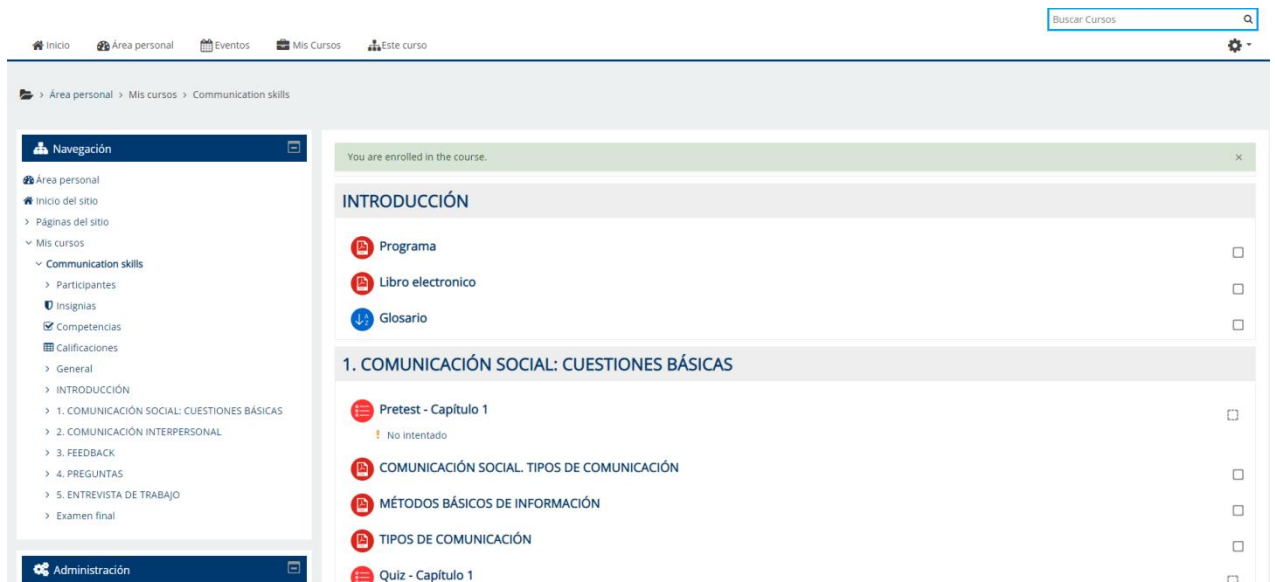 Buscar Cursos
Inicio Área personal Eventos Mis Cursos Este curso
> Área personal > Mis cursos > Communication skills
Navegación
Área personal
Inicio del sitio
Páginas del sitio
Mis cursos
Communication skills
Participantes
Insignias
Competencias
Calificaciones
General
INTRODUCCIÓN
1. COMUNICACIÓN SOCIAL: CUESTIONES BÁSICAS
2. COMUNICACIÓN INTERPERSONAL
3. FEEDBACK
4. PREGUNTAS
5. ENTREVISTA DE TRABAJO
Examen final
Administración
You are enrolled in the course. ×
INTRODUCCIÓN
Programa
Libro electronico
Glosario
1. COMUNICACIÓN SOCIAL: CUESTIONES BÁSICAS
Pretest - Capítulo 1
! No intentado
COMUNICACIÓN SOCIAL. TIPOS DE COMUNICACIÓN
MÉTODOS BÁSICOS DE INFORMACIÓN
TIPOS DE COMUNICACIÓN
Quiz - Capítulo 1